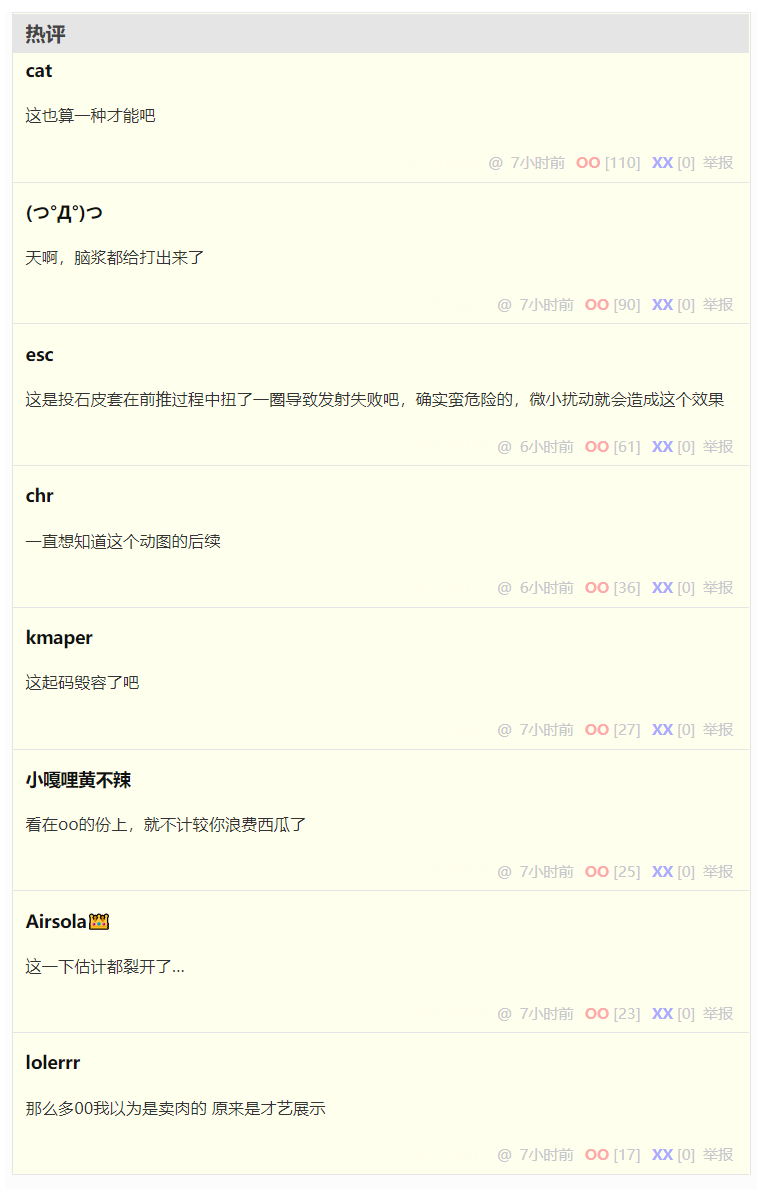 热评
cat
这也算一种才能吧
@ 7小时前 OO [110] XX [0] 举报
(つ°Д°)つ
天啊，脑浆都给打出来了
@ 7小时前 OO [90] XX [0] 举报
esc
这是投石皮套在前推过程中扭了一圈导致发射失败吧，确实蛮危险的，微小扰动就会造成这个效果
@ 6小时前 OO [61] XX [0] 举报
chr
一直想知道这个动图的后续
@ 6小时前 OO [36] XX [0] 举报
kmaper
这起码毁容了吧
@ 7小时前 OO [27] XX [0] 举报
小嘎哩黄不辣
看在oo的份上，就不计较你浪费西瓜了
@ 7小时前 OO [25] XX [0] 举报
Airsola👑
这一下估计都裂开了...
@ 7小时前 OO [23] XX [0] 举报
lolerrr
那么多00我以为是卖肉的 原来是才艺展示
@ 7小时前 OO [17] XX [0] 举报